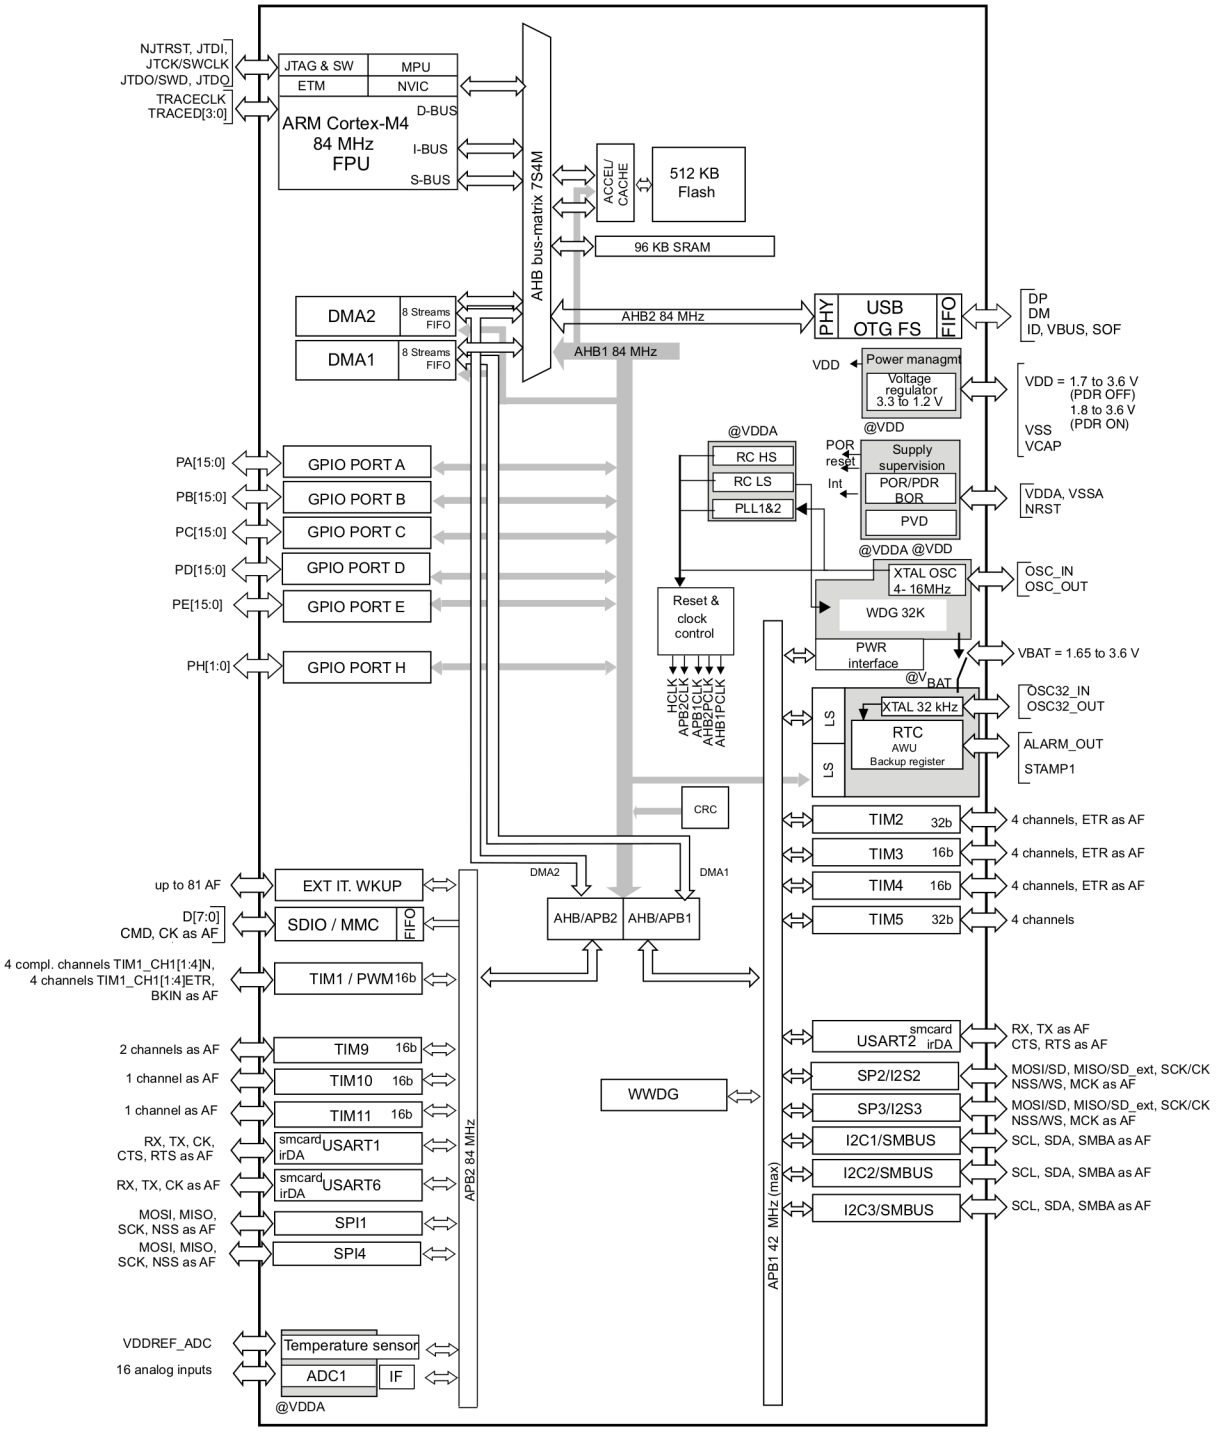 NJTRST, JTDI,
JTCK/SWCLK
JTDO/SWD, JTDO
TRACECLK
TRACED[3:0]
JTAG & SW
MPU
ETM
NVIC
D-BUS
ARM Cortex-M4
84 MHz
FPU
I-BUS
S-BUS
AHB bus-matrix 7S4M
ACCEL/
CACHE
512 KB
Flash
96 KB SRAM
DMA2
8 Streams
FIFO
DMA1
8 Streams
FIFO
AHB2 84 MHz
AHB1 84 MHz
PHY
USB
OTG FS
FIFO
DP
DM
ID, VBUS, SOF
Power managmt
VDD
Voltage
regulator
3.3 to 1.2 V
@VDD
VDD = 1.7 to 3.6 V
(PDR OFF)
1.8 to 3.6 V
(PDR ON)
VSS
VCAP
@VDDA
RC HS
RC LS
PLL1&2
POR
reset
Int
Supply
supervision
POR/PDR
BOR
PVD
VDDA, VSSA
NRST
@VDDA @VDD
XTAL OSC
4- 16MHz
WDG 32K
OSC_IN
OSC_OUT
PWR
interface
VBAT = 1.65 to 3.6 V
@VBAT
Reset &
clock
control
HCLK
APB2CLK
APB1CLK
AHB2PCLK
AHB1PCLK
LS
LS
XTAL 32 kHz
RTC
AWU
Backup register
OSC32_IN
OSC32_OUT
ALARM_OUT
STAMP1
PA[15:0]
GPIO PORT A
PB[15:0]
GPIO PORT B
PC[15:0]
GPIO PORT C
PD[15:0]
GPIO PORT D
PE[15:0]
GPIO PORT E
PH[1:0]
GPIO PORT H
CRC
DMA2
DMA1
AHB/APB2
AHB/APB1
TIM2 32b
4 channels, ETR as AF
TIM3 16b
4 channels, ETR as AF
TIM4 16b
4 channels, ETR as AF
TIM5 32b
4 channels
up to 81 AF
EXT IT. WKUP
D[7:0]
CMD, CK as AF
SDIO / MMC
FIFO
4 compl. channels TIM1_CH1[1:4]N,
4 channels TIM1_CH1[1:4]ETR,
BKIN as AF
TIM1 / PWM 16b
2 channels as AF
TIM9 16b
1 channel as AF
TIM10 16b
1 channel as AF
TIM11 16b
RX, TX, CK,
CTS, RTS as AF
smcard
irDA
USART1
RX, TX, CK as AF
smcard
irDA
USART6
MOSI, MISO,
SCK, NSS as AF
SPI1
MOSI, MISO,
SCK, NSS as AF
SPI4
VDDREF_ADC
Temperature sensor
16 analog inputs
ADC1
IF
@VDDA
APB2 84 MHz
WWDG
APB1 42 MHz (max)
USART2
smcard
irDA
RX, TX as AF
CTS, RTS as AF
SP2/I2S2
MOSI/SD, MISO/SD_ext, SCK/CK
NSS/WS, MCK as AF
SP3/I2S3
MOSI/SD, MISO/SD_ext, SCK/CK
NSS/WS, MCK as AF
I2C1/SMBUS
SCL, SDA, SMBA as AF
I2C2/SMBUS
SCL, SDA, SMBA as AF
I2C3/SMBUS
SCL, SDA, SMBA as AF